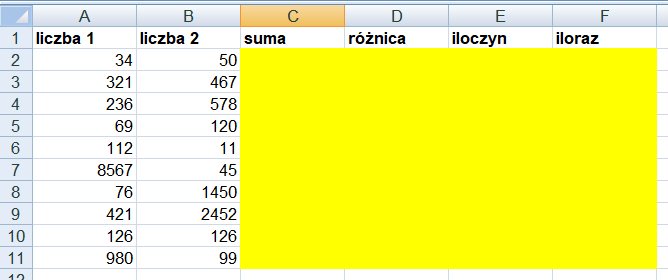 A B C D E F
1 liczba 1 liczba 2 suma różnica iloczyn iloraz
2 34 50
3 321 467
4 236 578
5 69 120
6 112 11
7 8567 45
8 76 1450
9 421 2452
10 126 126
11 980 99
12